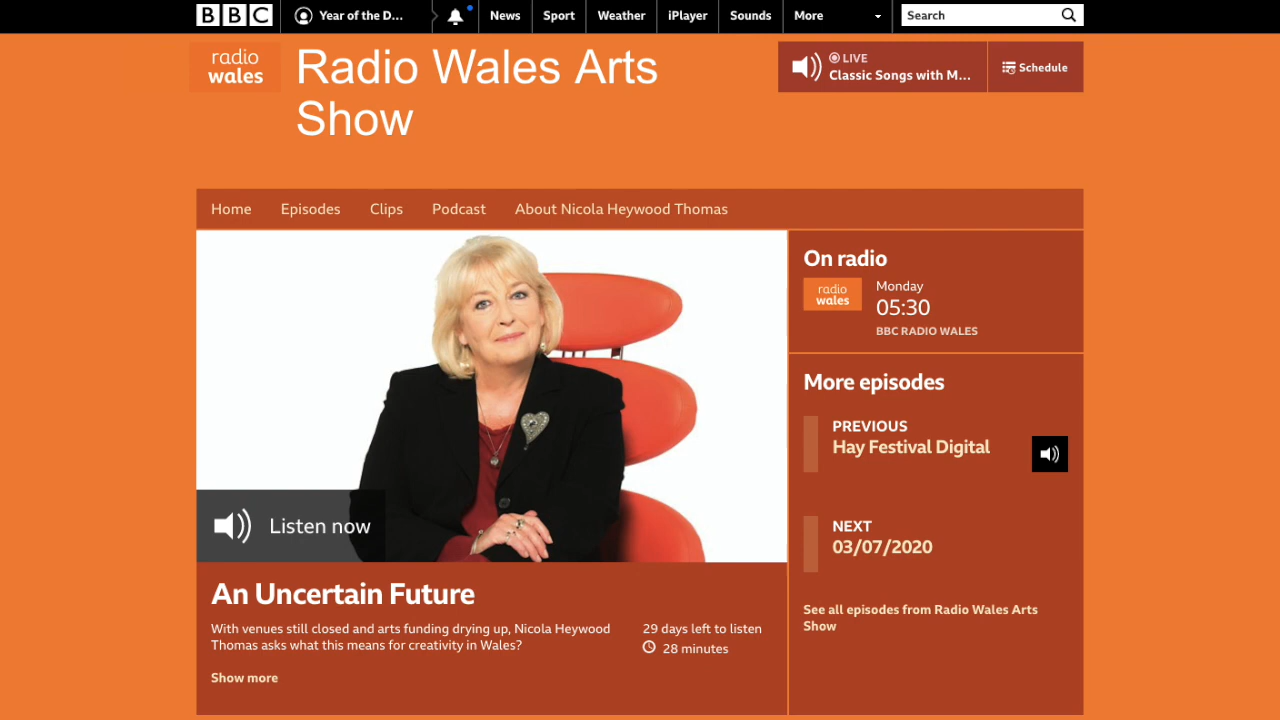 BBC
Year of the D...
News
Sport
Weather
iPlayer
Sounds
More
Search
radio
wales
Radio Wales Arts
Show
LIVE
Classic Songs with M...
Schedule
Home
Episodes
Clips
Podcast
About Nicola Heywood Thomas
Listen now
An Uncertain Future
With venues still closed and arts funding drying up, Nicola Heywood
Thomas asks what this means for creativity in Wales?
Show more
29 days left to listen
28 minutes
On radio
radio
wales
Monday
05:30
BBC RADIO WALES
More episodes
PREVIOUS
Hay Festival Digital
NEXT
03/07/2020
See all episodes from Radio Wales Arts
Show